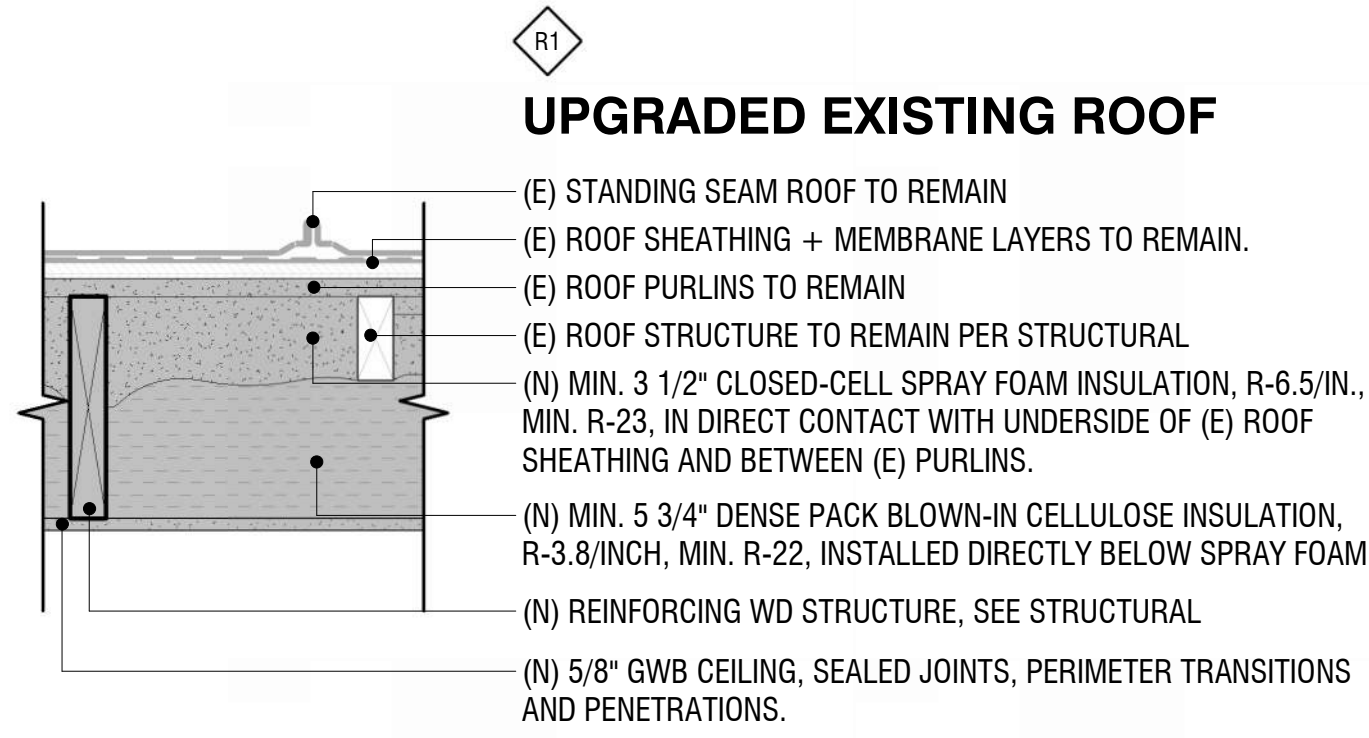 R1
UPGRADED EXISTING ROOF
(E) STANDING SEAM ROOF TO REMAIN
(E) ROOF SHEATHING + MEMBRANE LAYERS TO REMAIN.
(E) ROOF PURLINS TO REMAIN
(E) ROOF STRUCTURE TO REMAIN PER STRUCTURAL
(N) MIN. 3 1/2" CLOSED-CELL SPRAY FOAM INSULATION, R-6.5/IN.,
MIN. R-23, IN DIRECT CONTACT WITH UNDERSIDE OF (E) ROOF
SHEATHING AND BETWEEN (E) PURLINS.
(N) MIN. 5 3/4" DENSE PACK BLOWN-IN CELLULOSE INSULATION,
R-3.8/INCH, MIN. R-22, INSTALLED DIRECTLY BELOW SPRAY FOAM
(N) REINFORCING WD STRUCTURE, SEE STRUCTURAL
(N) 5/8" GWB CEILING, SEALED JOINTS, PERIMETER TRANSITIONS
AND PENETRATIONS.